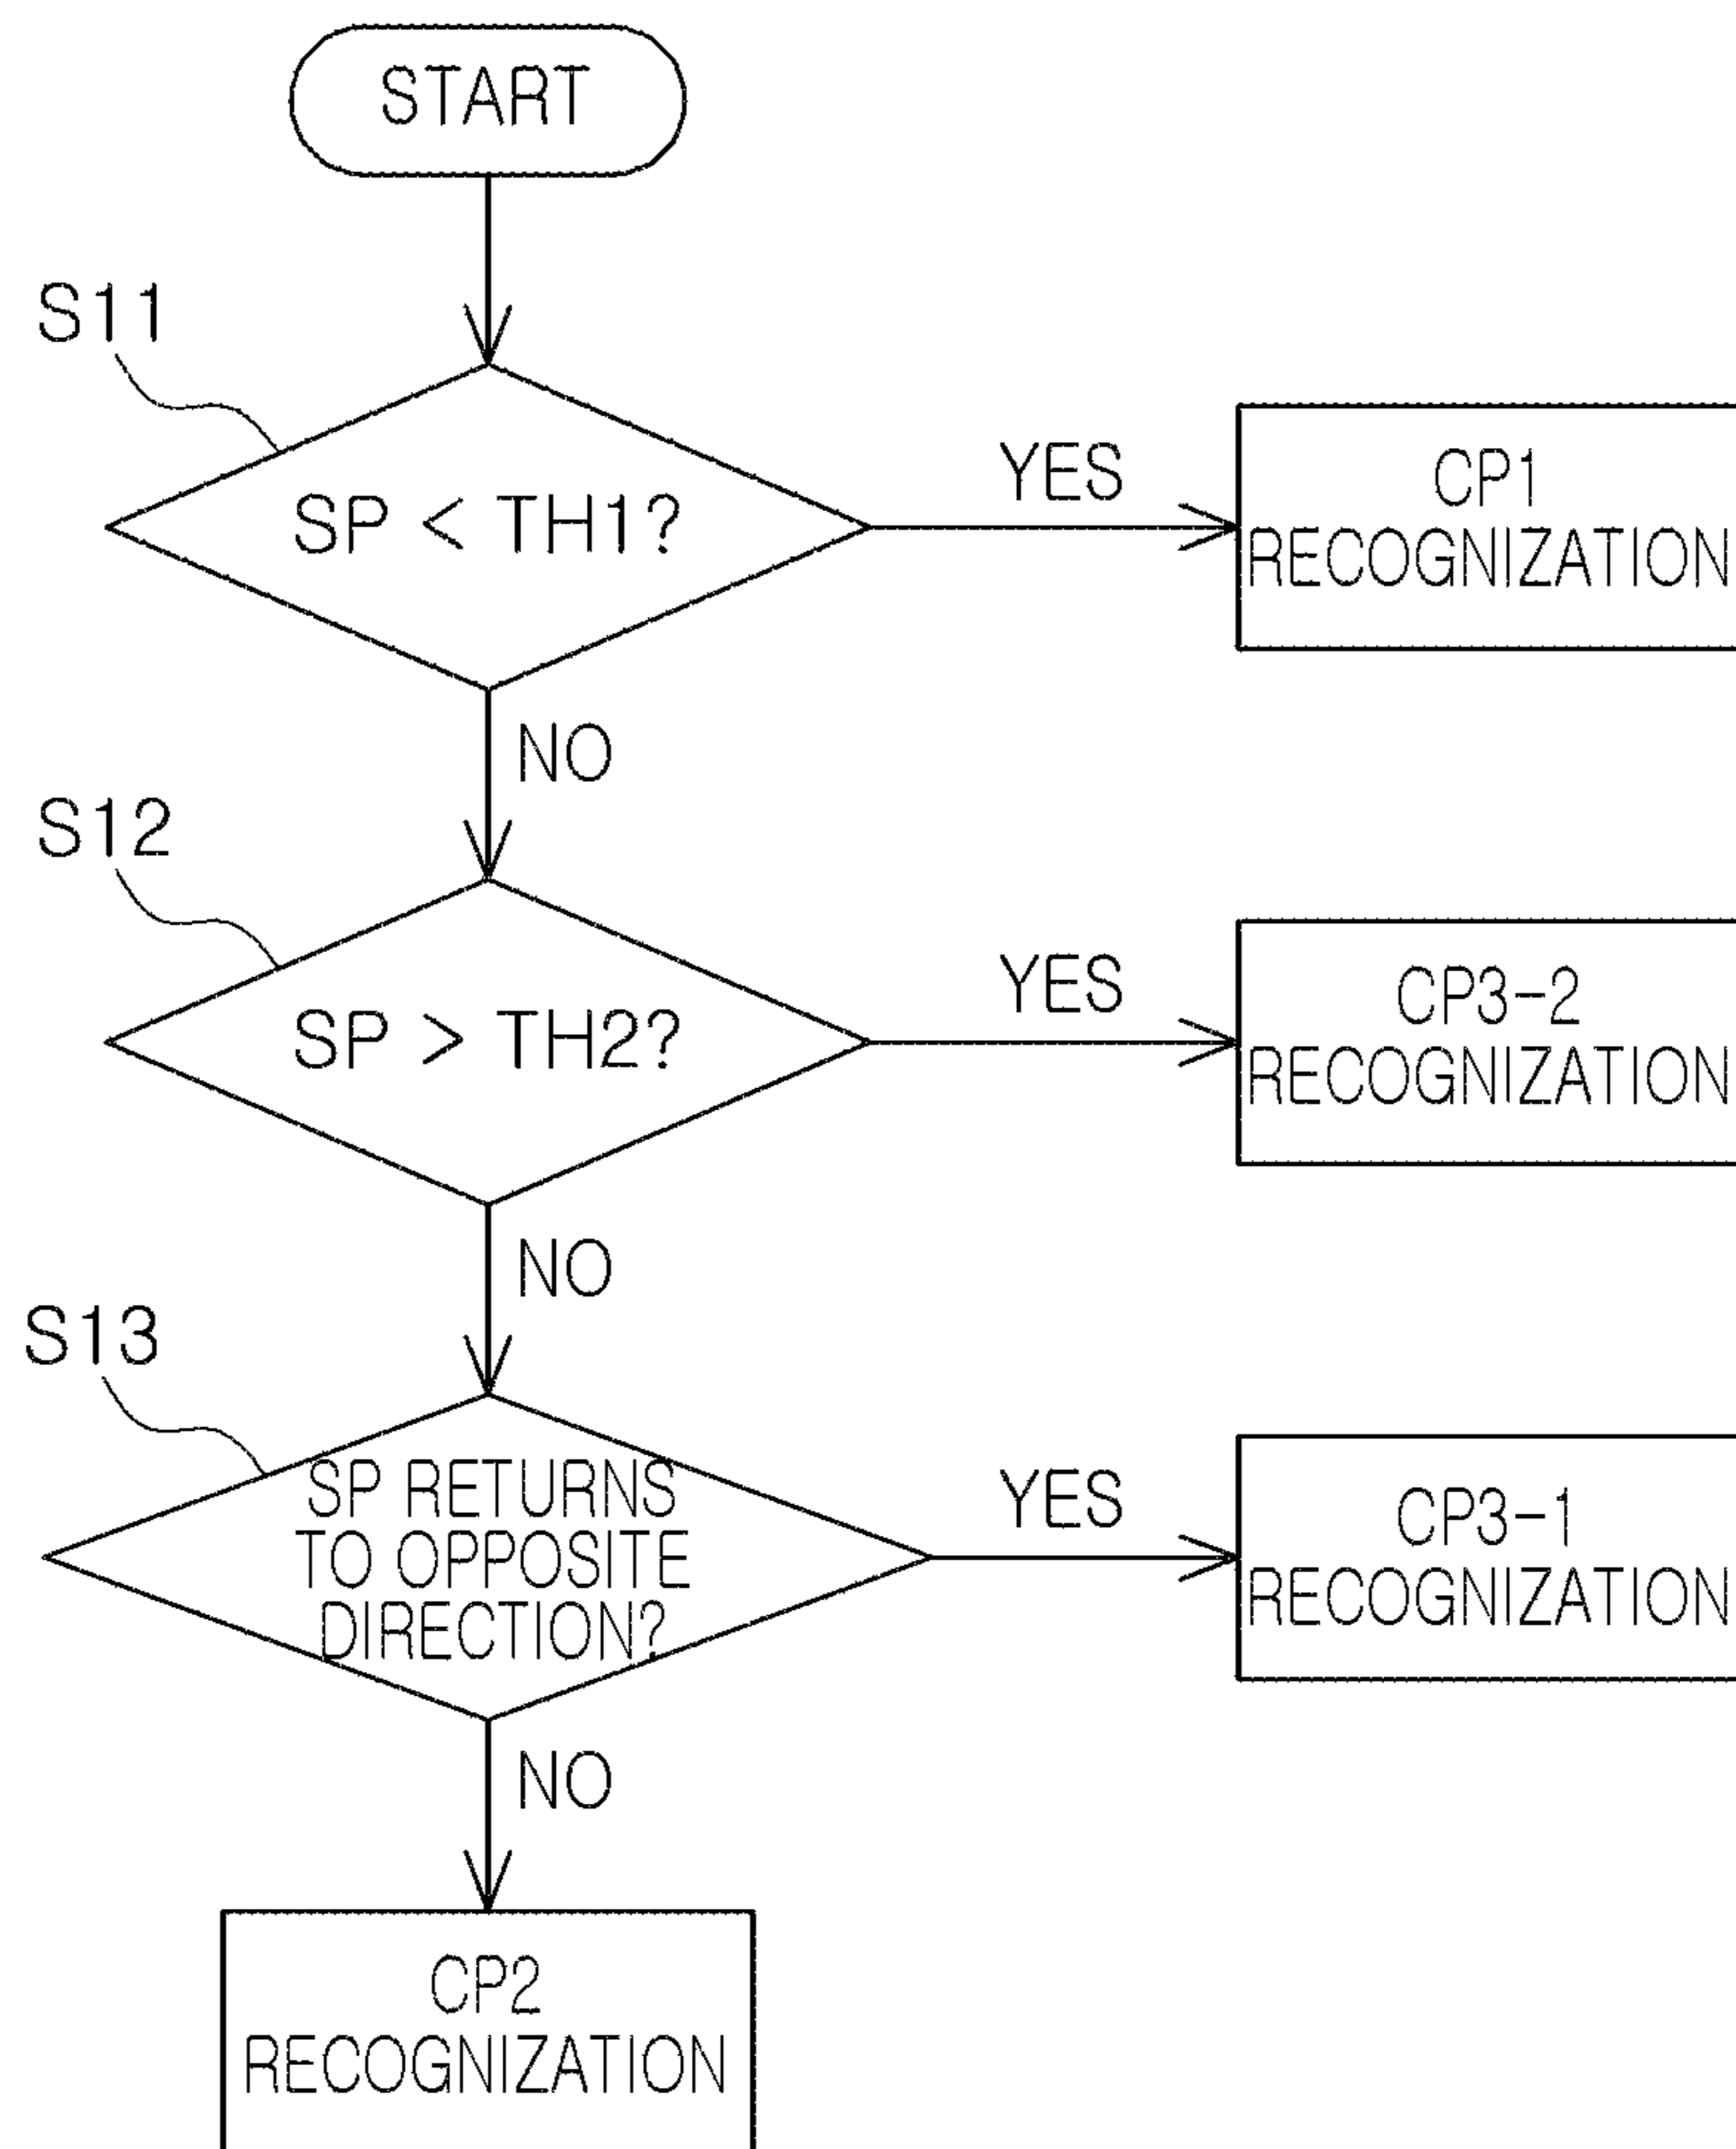 START
S11
SP < TH1?
YES
CP1
RECOGNIZATION
NO
S12
SP > TH2?
YES
CP3-2
RECOGNIZATION
NO
S13
SP RETURNS
TO OPPOSITE
DIRECTION?
YES
CP3-1
RECOGNIZATION
NO
CP2
RECOGNIZATION